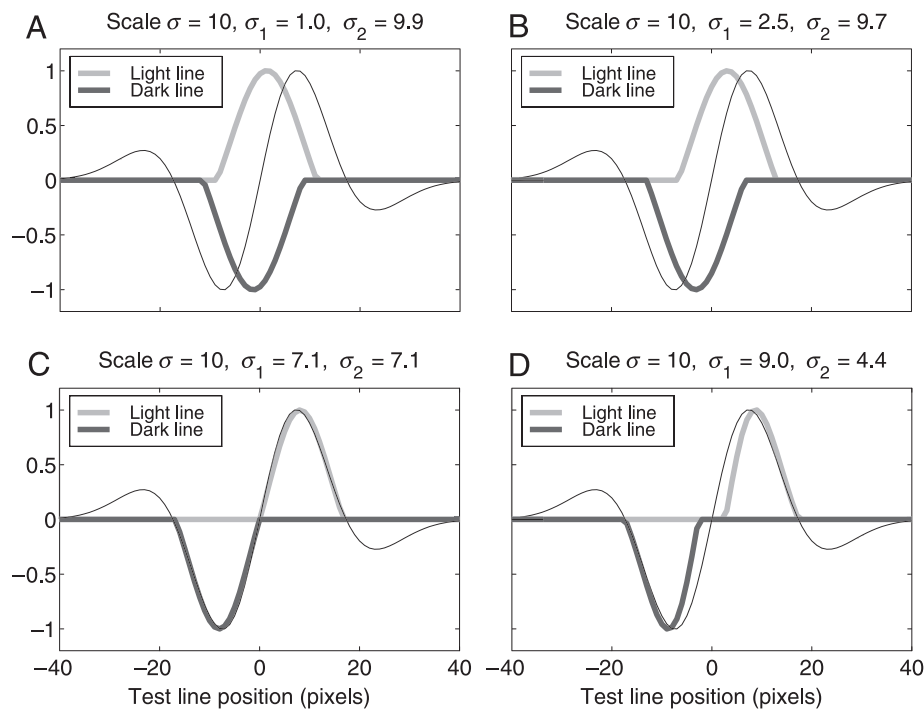 A Scale σ = 10, σ₁ = 1.0, σ₂ = 9.9
B Scale σ = 10, σ₁ = 2.5, σ₂ = 9.7
1
0.5
0
−0.5
−1
Light line
Dark line
Light line
Dark line
C Scale σ = 10, σ₁ = 7.1, σ₂ = 7.1
D Scale σ = 10, σ₁ = 9.0, σ₂ = 4.4
1
0.5
0
−0.5
−1
Light line
Dark line
Light line
Dark line
−40 −20 0 20 40
−40 −20 0 20 40
Test line position (pixels)
Test line position (pixels)